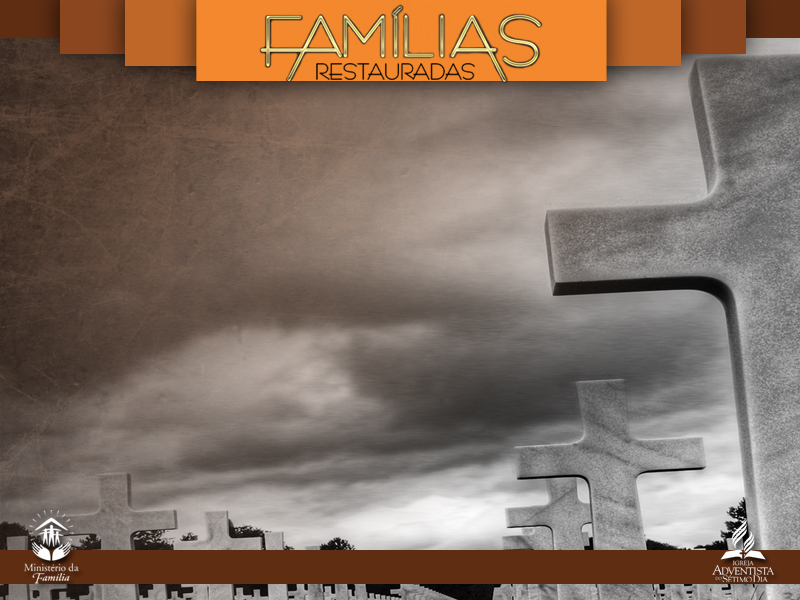 FAMÍLIAS
RESTAURADAS
Ministério da
Família
IGREJA
ADVENTISTA
DO SÉTIMO DIA